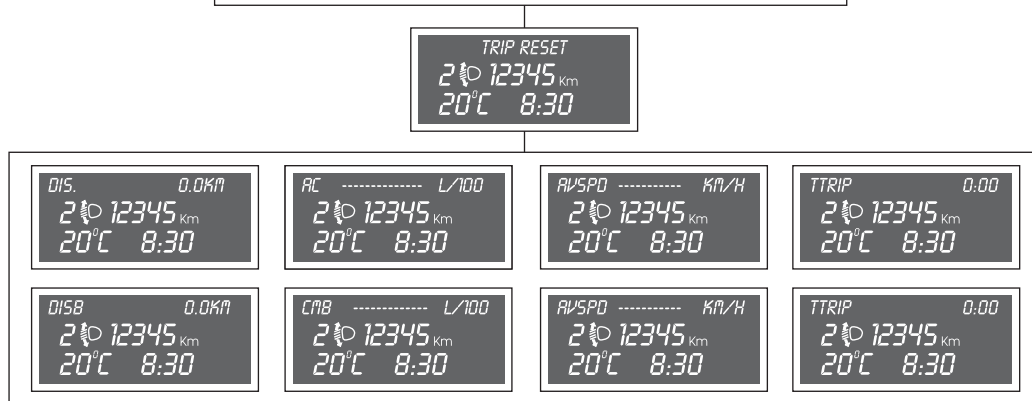 TRIP RESET
2 12345 Km
20°C 8:30
DIS. 0.0KM
2 12345 Km
20°C 8:30
AC ------------- L/100
2 12345 Km
20°C 8:30
AVSPD ---------- KM/H
2 12345 Km
20°C 8:30
TTRIP 0:00
2 12345 Km
20°C 8:30
DISB 0.0KM
2 12345 Km
20°C 8:30
CMB ------------ L/100
2 12345 Km
20°C 8:30
AVSPD ---------- KM/H
2 12345 Km
20°C 8:30
TTRIP 0:00
2 12345 Km
20°C 8:30